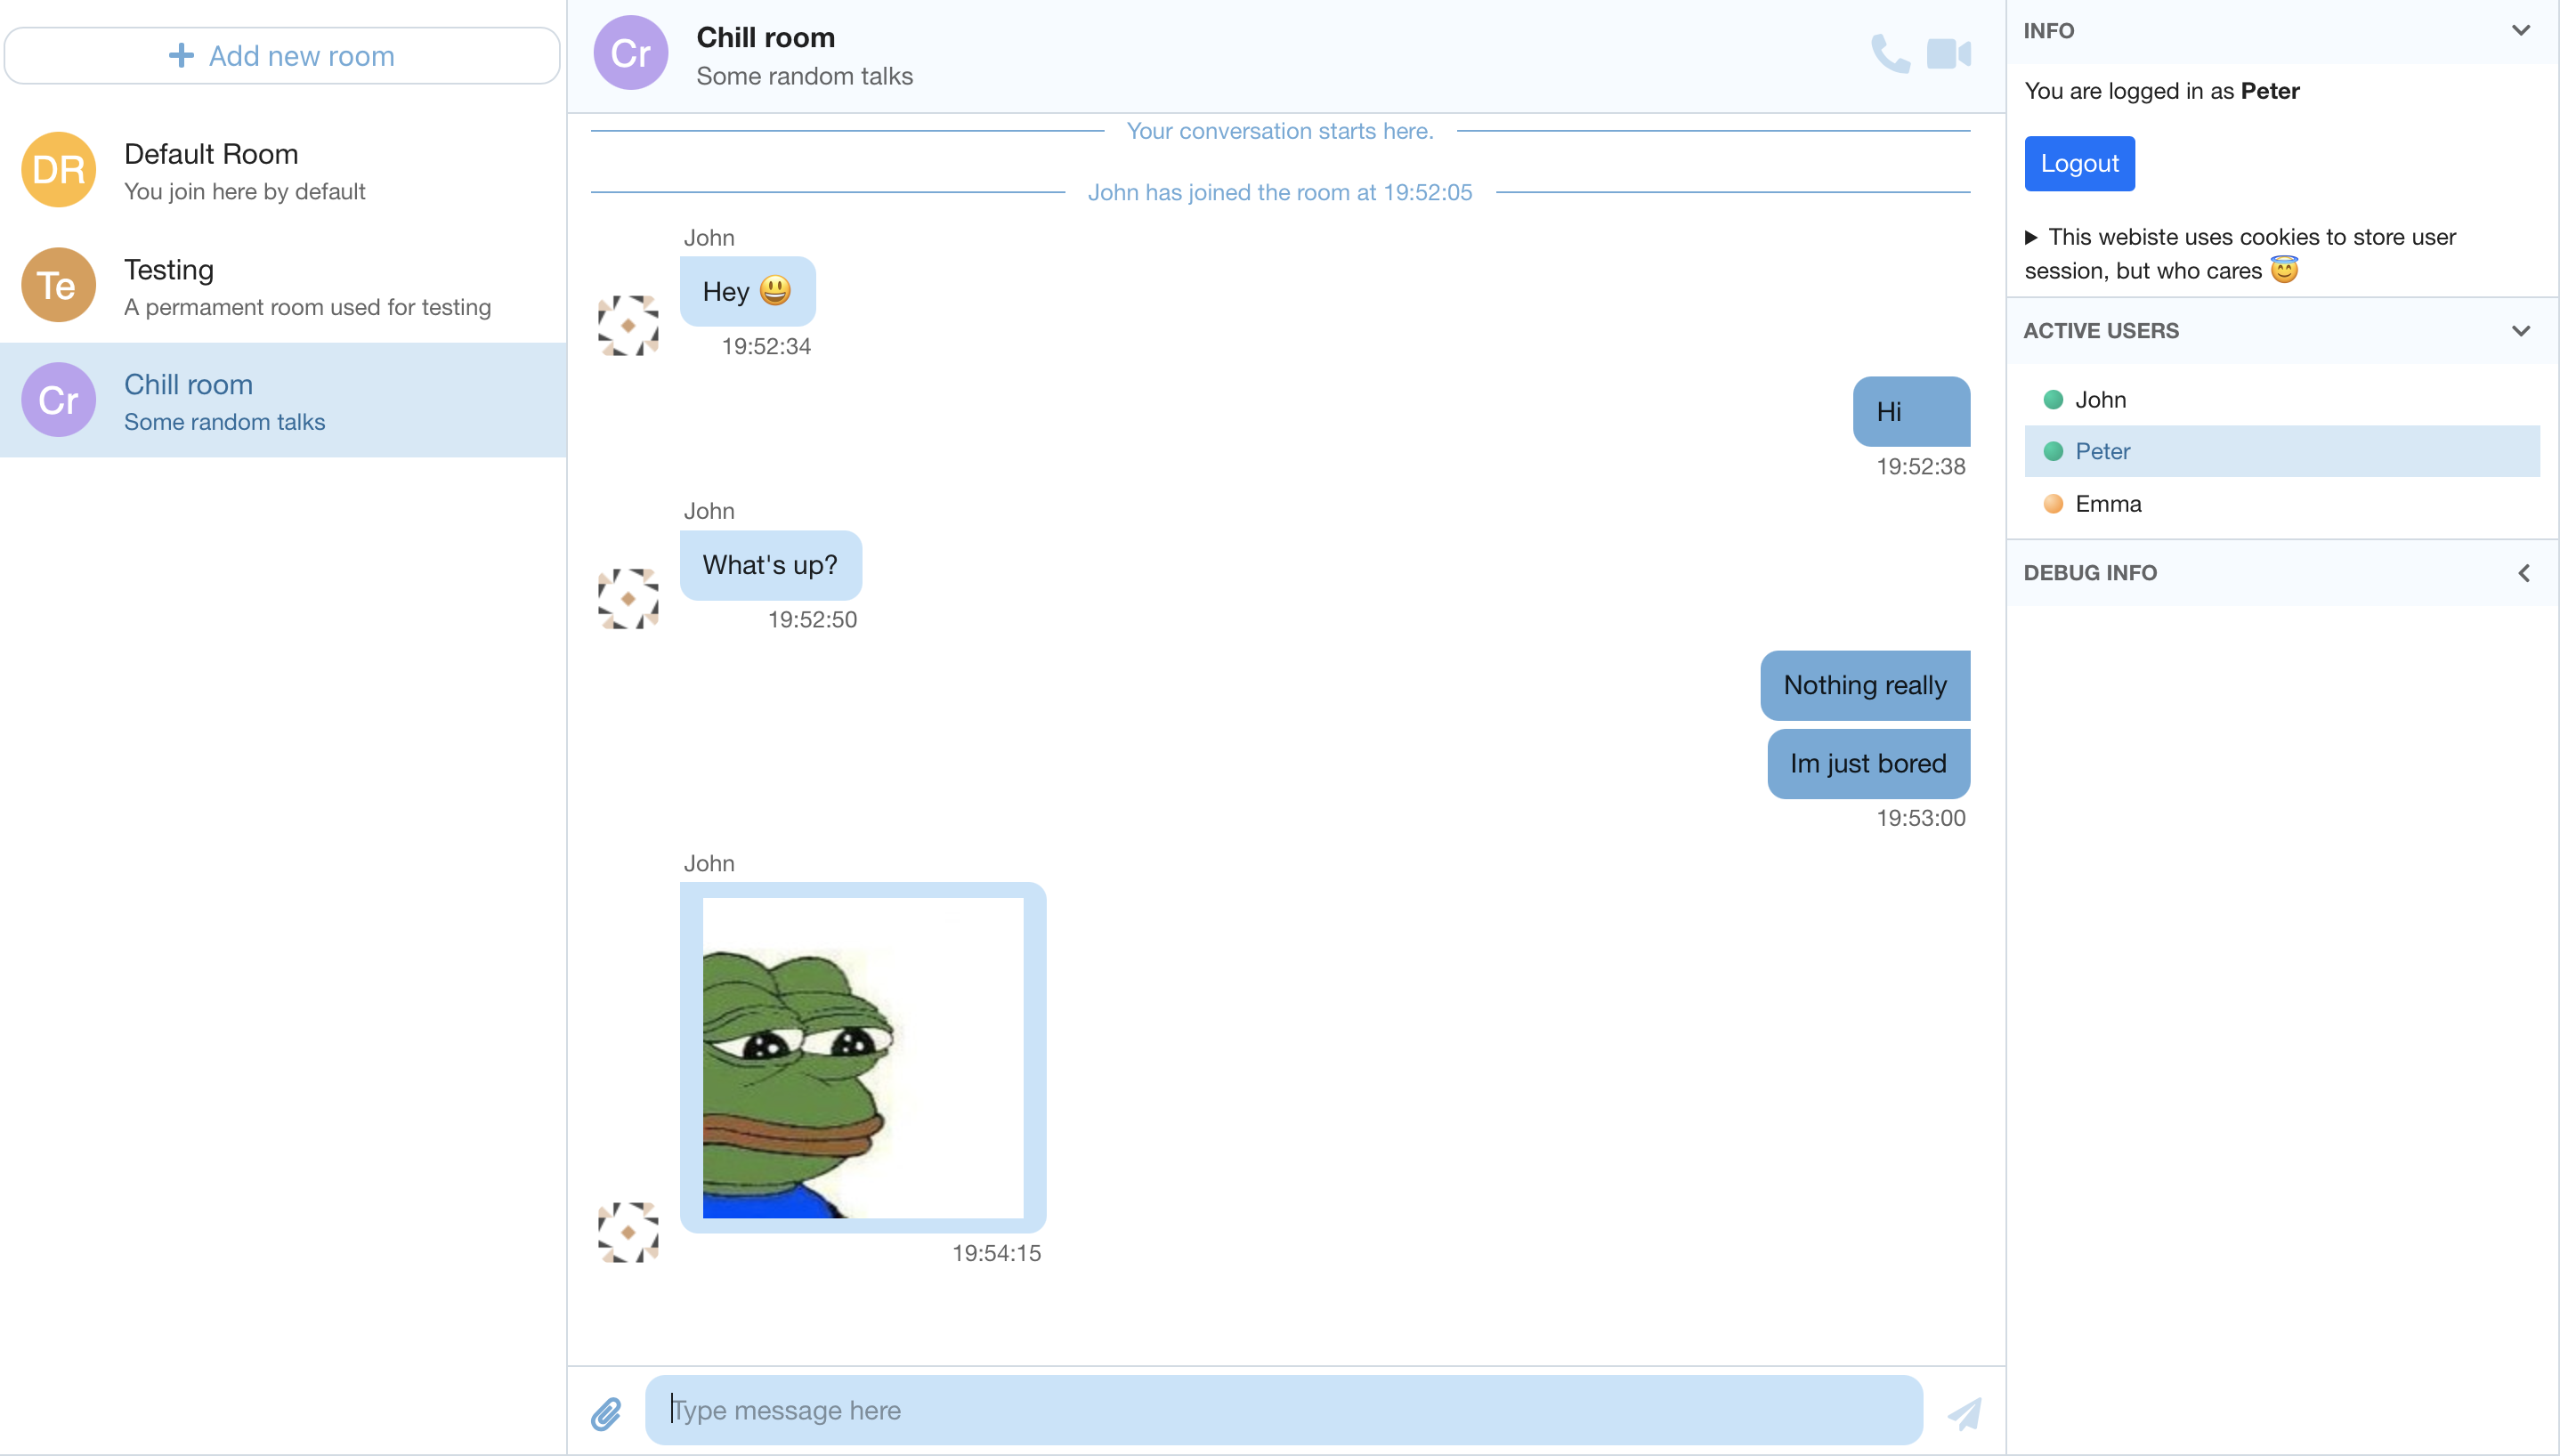 Add new room
DR
Default Room
You join here by default
Te
Testing
A permament room used for testing
Cr
Chill room
Some random talks
Cr
Chill room
Some random talks
Your conversation starts here.
John has joined the room at 19:52:05
John
Hey 😃
19:52:34
Hi
19:52:38
John
What's up?
19:52:50
Nothing really
Im just bored
19:53:00
John
19:54:15
Type message here
INFO
You are logged in as Peter
Logout
This webiste uses cookies to store user
session, but who cares 😇
ACTIVE USERS
John
Peter
Emma
DEBUG INFO